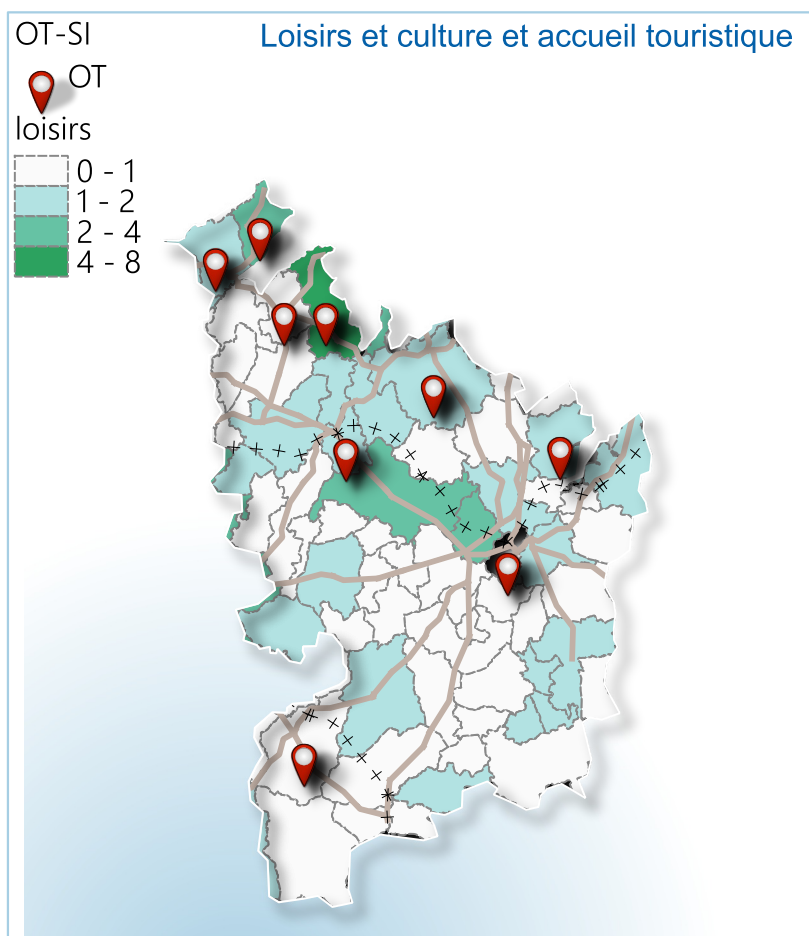 OT-SI
Loisirs et culture et accueil touristique
OT
loisirs
0 - 1
1 - 2
2 - 4
4 - 8